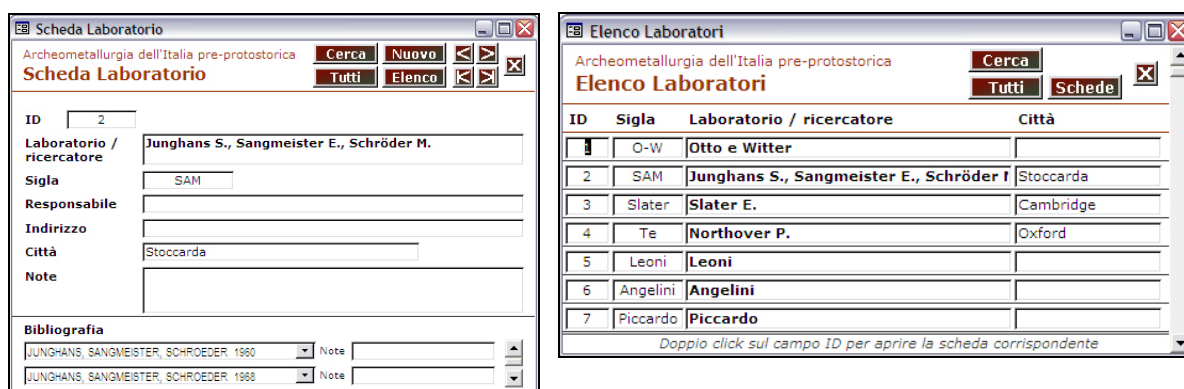 Scheda Laboratorio
Archeometallurgia dell'Italia pre-protostorica
Scheda Laboratorio
Cerca Nuovo < >
Tutti Elenco |< >| X
ID 2
Laboratorio / ricercatore Junghans S., Sangmeister E., Schröder M.
Sigla SAM
Responsabile
Indirizzo
Città Stoccarda
Note
Bibliografia
JUNGHANS, SANGMEISTER, SCHROEDER 1960 Note
JUNGHANS, SANGMEISTER, SCHROEDER 1968 Note
Elenco Laboratori
Archeometallurgia dell'Italia pre-protostorica
Elenco Laboratori
Cerca
Tutti Schede X
ID Sigla Laboratorio / ricercatore Città
1 O-W Otto e Witter
2 SAM Junghans S., Sangmeister E., Schröder Stoccarda
3 Slater Slater E. Cambridge
4 Te Northover P. Oxford
5 Leoni Leoni
6 Angelini Angelini
7 Piccardo Piccardo
Doppio click sul campo ID per aprire la scheda corrispondente